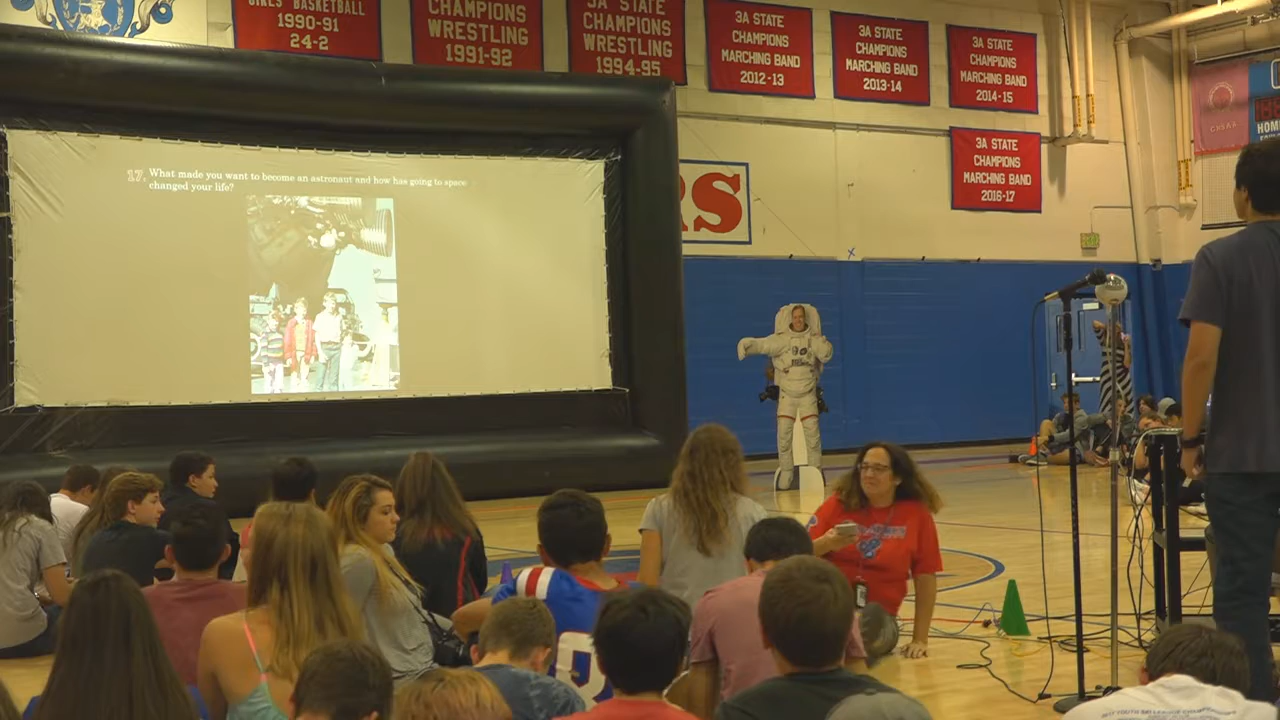 GIRLS BASKETBALL
1990-91
24-2
CHAMPIONS
WRESTLING
1991-92
3A STATE
CHAMPIONS
WRESTLING
1994-95
3A STATE
CHAMPIONS
MARCHING BAND
2012-13
3A STATE
CHAMPIONS
MARCHING BAND
2013-14
3A STATE
CHAMPIONS
MARCHING BAND
2014-15
3A STATE
CHAMPIONS
MARCHING BAND
2016-17
CHSAA
RS
17. What made you want to become an astronaut and how has going to space
changed your life?